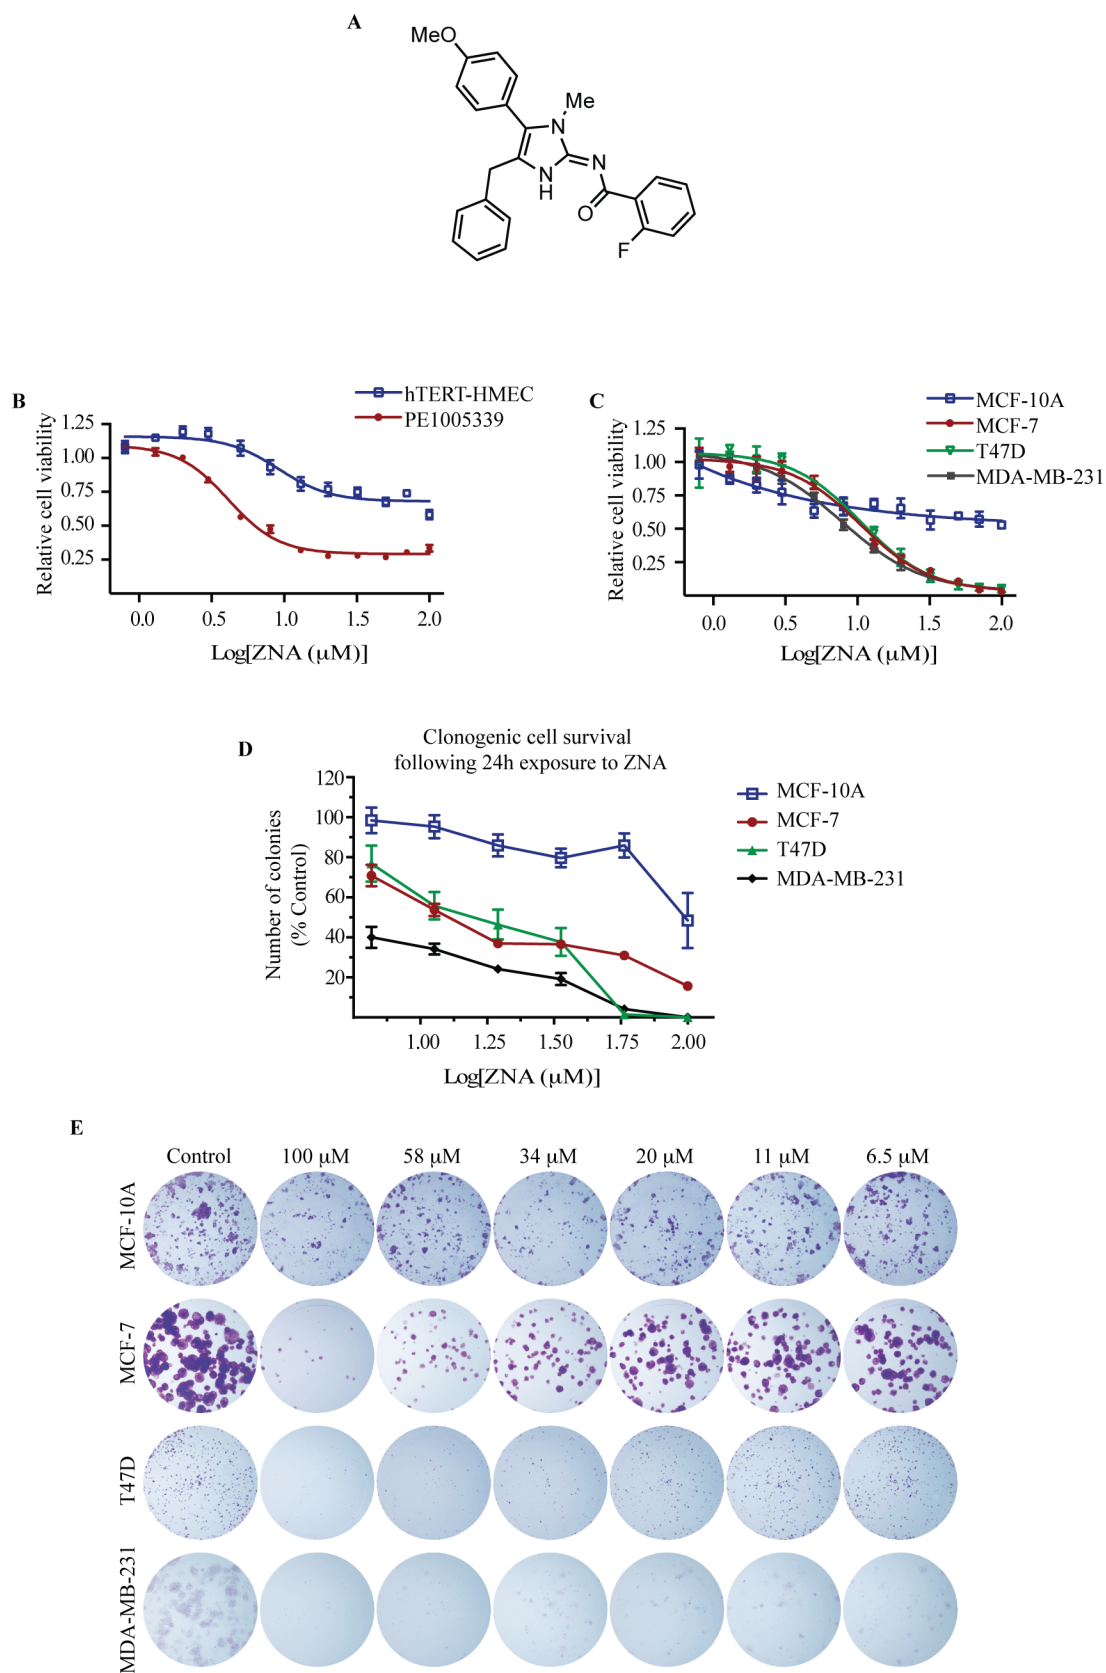 A
MeO
Me
N
N
N
H
O
F
B
hTERT-HMEC
PE1005339
Relative cell viability
1.25
1.00
0.75
0.50
0.25
0.0 0.5 1.0 1.5 2.0
Log[ZNA (μM)]
C
MCF-10A
MCF-7
T47D
MDA-MB-231
Relative cell viability
1.25
1.00
0.75
0.50
0.25
0.0 0.5 1.0 1.5 2.0
Log[ZNA (μM)]
D
Clonogenic cell survival
following 24h exposure to ZNA
MCF-10A
MCF-7
T47D
MDA-MB-231
Number of colonies
(% Control)
120
100
80
60
40
20
1.00 1.25 1.50 1.75 2.00
Log[ZNA (μM)]
E
Control 100 μM 58 μM 34 μM 20 μM 11 μM 6.5 μM
MCF-10A
MCF-7
T47D
MDA-MB-231